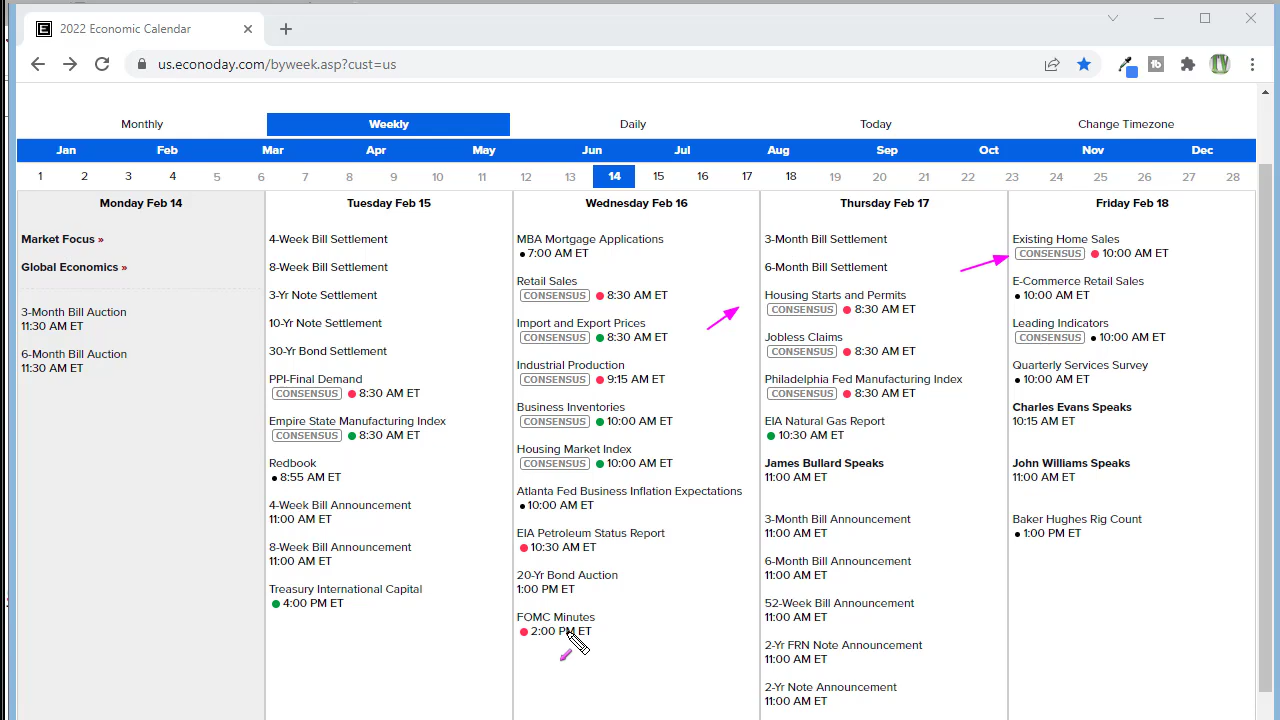 2022 Economic Calendar
us.econoday.com/byweek.asp?cust=us
Monthly Weekly Daily Today Change Timezone
Jan Feb Mar Apr May Jun Jul Aug Sep Oct Nov Dec
1 2 3 4 5 6 7 8 9 10 11 12 13 14 15 16 17 18 19 20 21 22 23 24 25 26 27 28
Monday Feb 14
Market Focus »
Global Economics »
3-Month Bill Auction
11:30 AM ET
6-Month Bill Auction
11:30 AM ET
Tuesday Feb 15
4-Week Bill Settlement
8-Week Bill Settlement
3-Yr Note Settlement
10-Yr Note Settlement
30-Yr Bond Settlement
PPI-Final Demand
CONSENSUS 8:30 AM ET
Empire State Manufacturing Index
CONSENSUS 8:30 AM ET
Redbook
8:55 AM ET
4-Week Bill Announcement
11:00 AM ET
8-Week Bill Announcement
11:00 AM ET
Treasury International Capital
4:00 PM ET
Wednesday Feb 16
MBA Mortgage Applications
7:00 AM ET
Retail Sales
CONSENSUS 8:30 AM ET
Import and Export Prices
CONSENSUS 8:30 AM ET
Industrial Production
CONSENSUS 9:15 AM ET
Business Inventories
CONSENSUS 10:00 AM ET
Housing Market Index
CONSENSUS 10:00 AM ET
Atlanta Fed Business Inflation Expectations
10:00 AM ET
EIA Petroleum Status Report
10:30 AM ET
20-Yr Bond Auction
1:00 PM ET
FOMC Minutes
2:00 PM ET
Thursday Feb 17
3-Month Bill Settlement
6-Month Bill Settlement
Housing Starts and Permits
CONSENSUS 8:30 AM ET
Jobless Claims
CONSENSUS 8:30 AM ET
Philadelphia Fed Manufacturing Index
CONSENSUS 8:30 AM ET
EIA Natural Gas Report
10:30 AM ET
James Bullard Speaks
11:00 AM ET
3-Month Bill Announcement
11:00 AM ET
6-Month Bill Announcement
11:00 AM ET
52-Week Bill Announcement
11:00 AM ET
2-Yr FRN Note Announcement
11:00 AM ET
2-Yr Note Announcement
11:00 AM ET
Friday Feb 18
Existing Home Sales
CONSENSUS 10:00 AM ET
E-Commerce Retail Sales
10:00 AM ET
Leading Indicators
CONSENSUS 10:00 AM ET
Quarterly Services Survey
10:00 AM ET
Charles Evans Speaks
10:15 AM ET
John Williams Speaks
11:00 AM ET
Baker Hughes Rig Count
1:00 PM ET